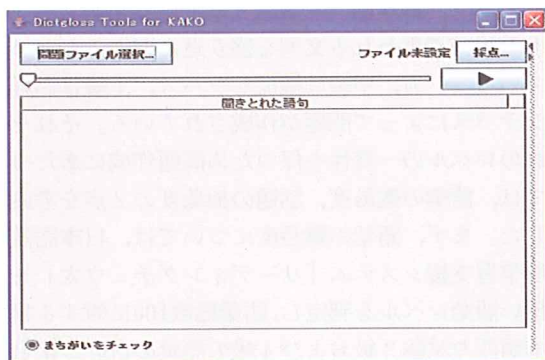 Dictogloss Tools for KAKO
問題ファイル選択...
ファイル未設定 採点...
聞きとれた語句
まちがいをチェック